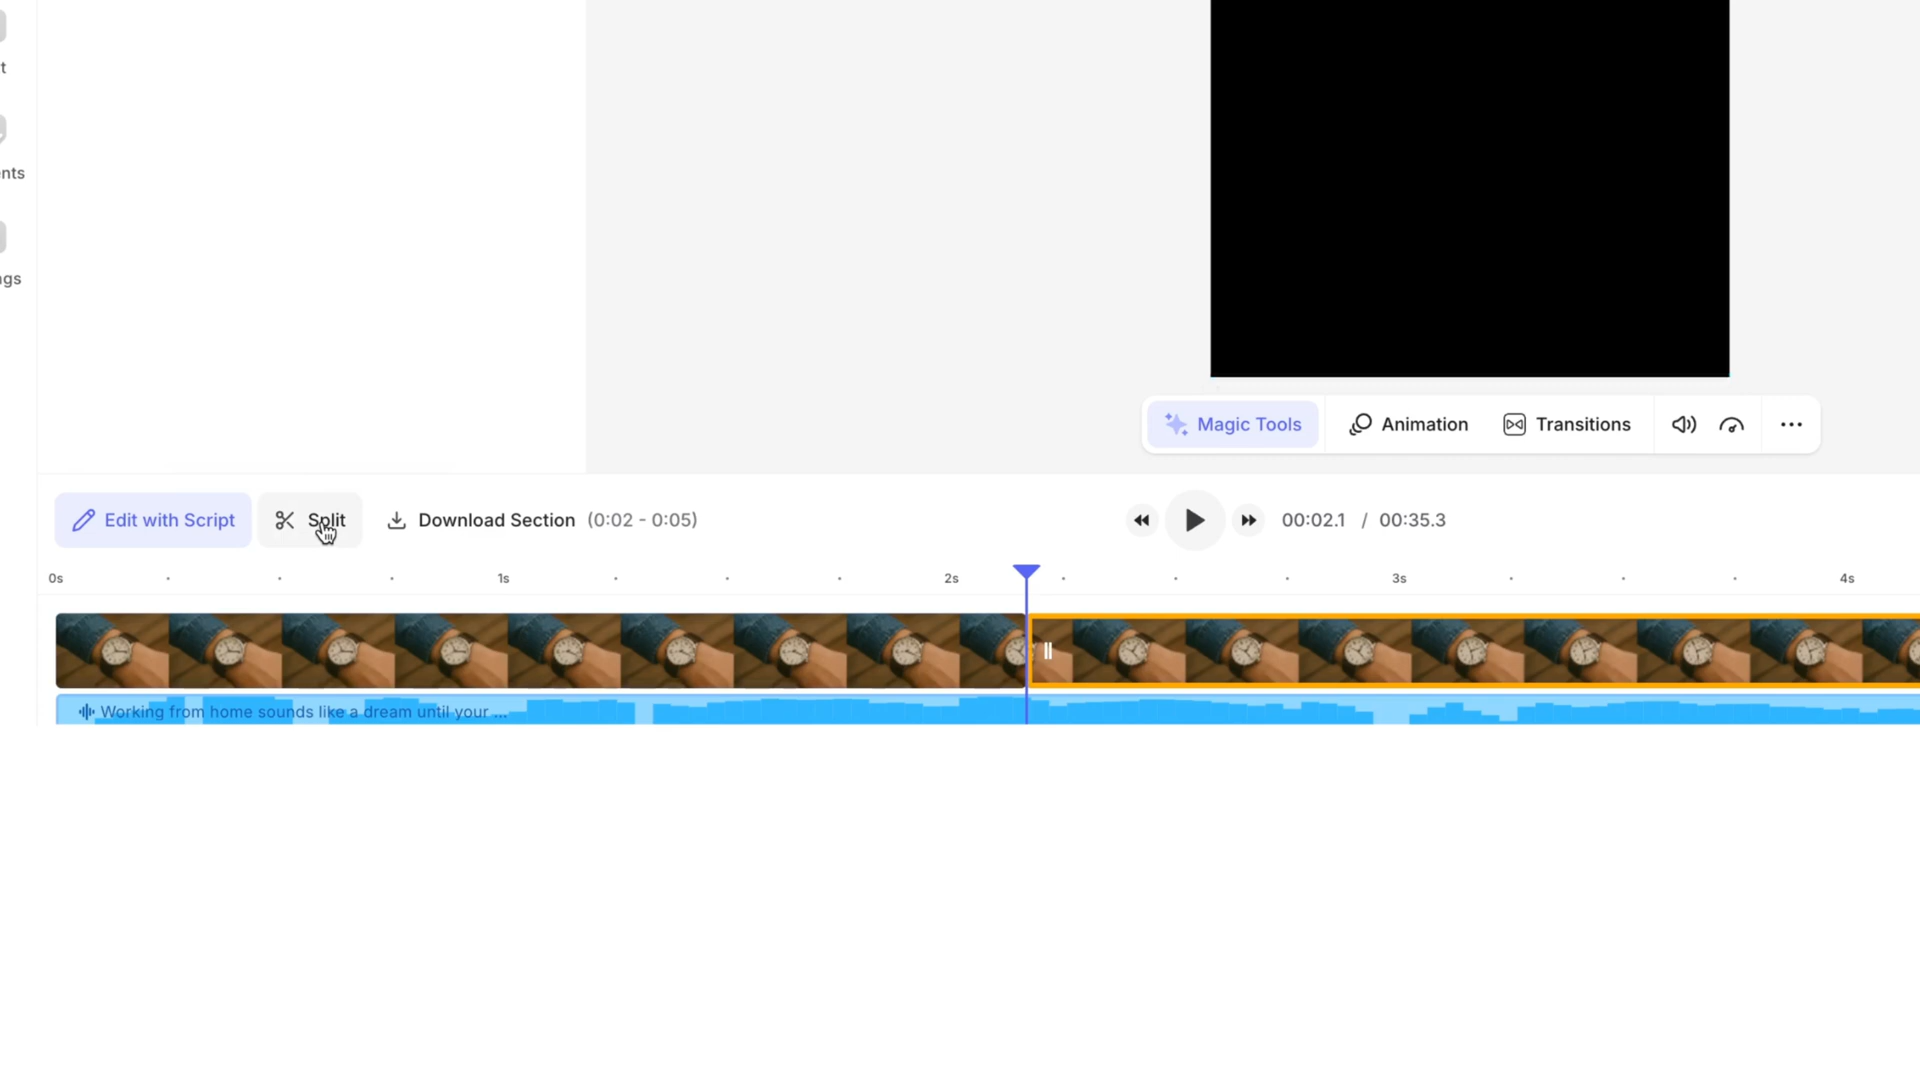 t
nts
gs
Magic Tools
Animation
Transitions
Edit with Script
Split
Download Section (0:02 - 0:05)
00:02.1 / 00:35.3
0s 1s 2s 3s 4s
Working from home sounds like a dream until your ...